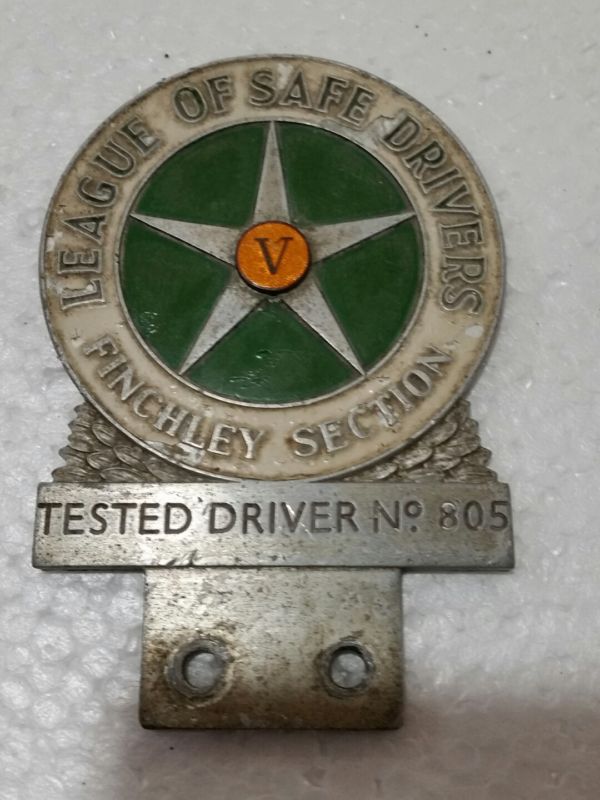 LEAGUE OF SAFE DRIVERS
V
FINCHLEY SECTION
TESTED DRIVER Nº 805